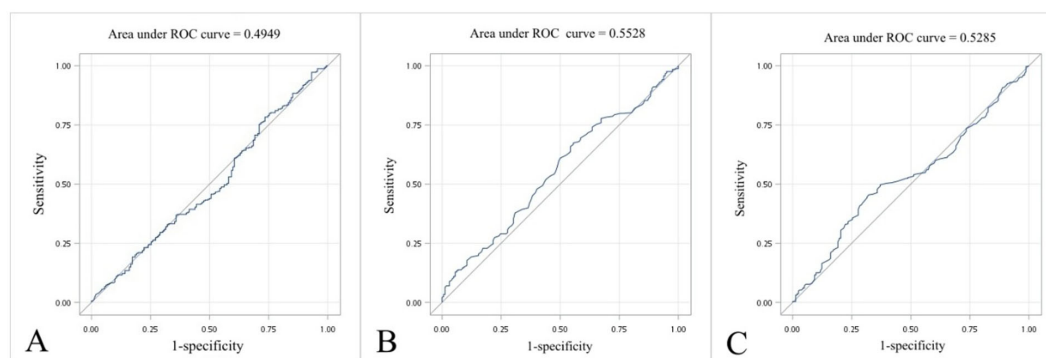 Area under ROC curve = 0.4949
1.00
0.75
0.50
0.25
0.00
Sensitivity
0.00 0.25 0.50 0.75 1.00
1-specificity
A
Area under ROC curve = 0.5528
1.00
0.75
0.50
0.25
0.00
Sensitivity
0.00 0.25 0.50 0.75 1.00
1-specificity
B
Area under ROC curve = 0.5285
1.00
0.75
0.50
0.25
0.00
Sensitivity
0.00 0.25 0.50 0.75 1.00
1-specificity
C